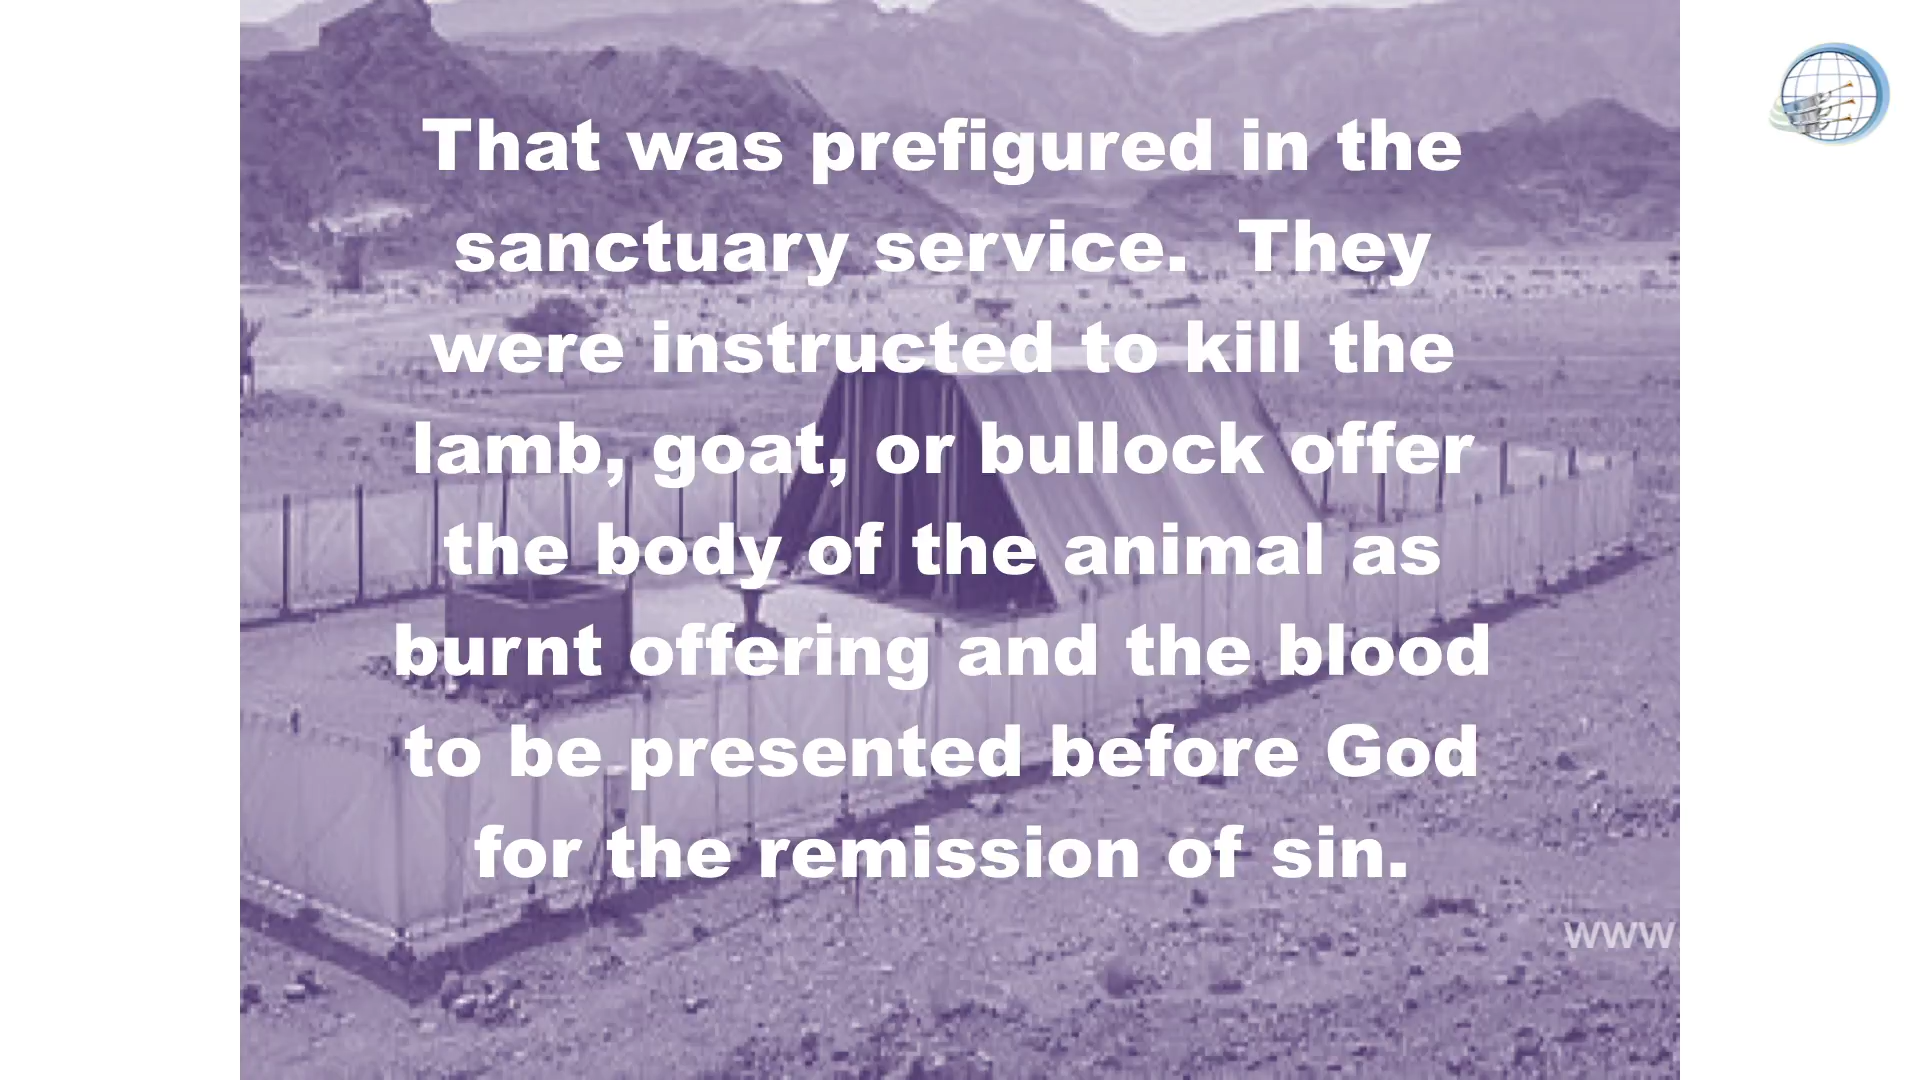 That was prefigured in the
sanctuary service.  They
were instructed to kill the
lamb, goat, or bullock offer
the body of the animal as
burnt offering and the blood
to be presented before God
for the remission of sin.
www.